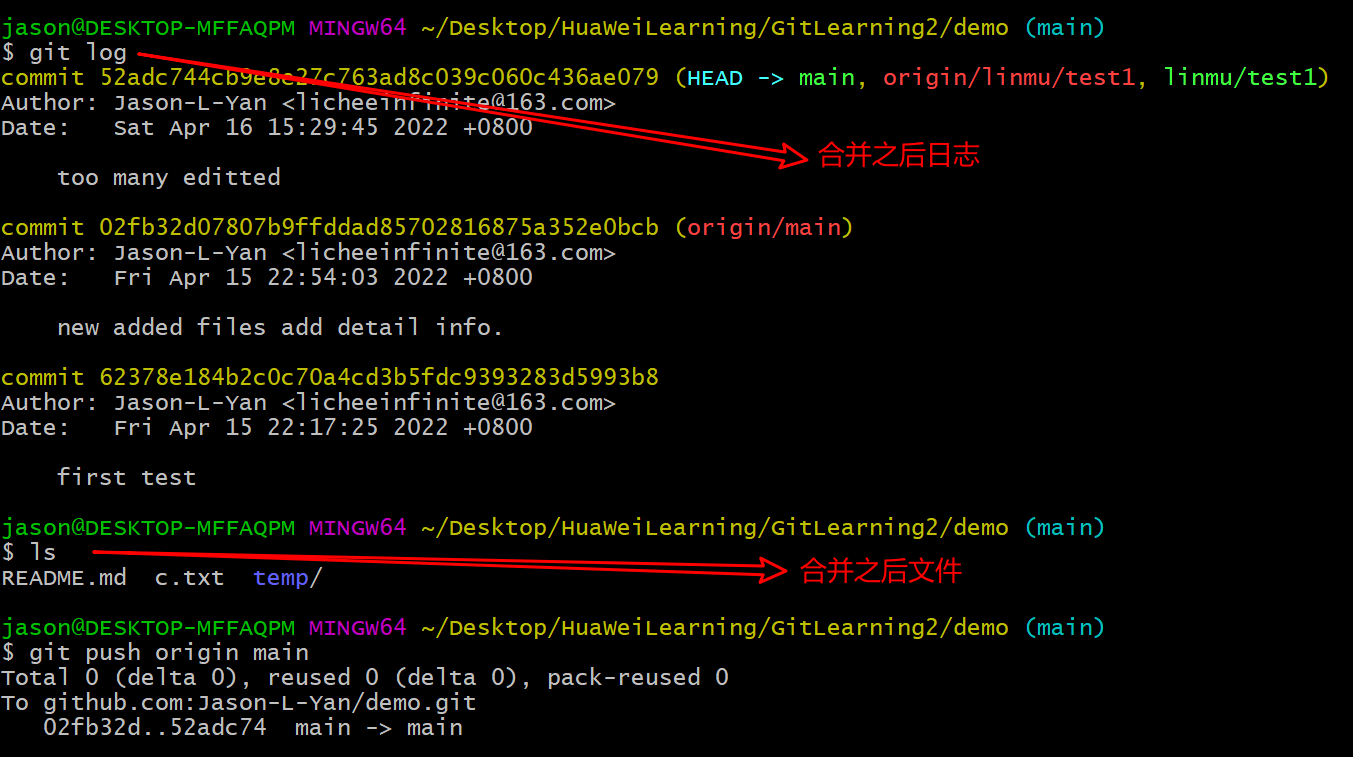 jason@DESKTOP-MFFAQPM MINGW64 ~/Desktop/HuaWeiLearning/GitLearning2/demo (main)
$ git log
commit 52adc744cb9e8e27c763ad8c039c060c436ae079 (HEAD -> main, origin/linmu/test1, linmu/test1)
Author: Jason-L-Yan <licheeinfinite@163.com>
Date:   Sat Apr 16 15:29:45 2022 +0800
合并之后日志
    too many editted
commit 02fb32d07807b9ffddad85702816875a352e0bcb (origin/main)
Author: Jason-L-Yan <licheeinfinite@163.com>
Date:   Fri Apr 15 22:54:03 2022 +0800
    new added files add detail info.
commit 62378e184b2c0c70a4cd3b5fdc9393283d5993b8
Author: Jason-L-Yan <licheeinfinite@163.com>
Date:   Fri Apr 15 22:17:25 2022 +0800
    first test
jason@DESKTOP-MFFAQPM MINGW64 ~/Desktop/HuaWeiLearning/GitLearning2/demo (main)
$ ls
合并之后文件
README.md  c.txt  temp/
jason@DESKTOP-MFFAQPM MINGW64 ~/Desktop/HuaWeiLearning/GitLearning2/demo (main)
$ git push origin main
Total 0 (delta 0), reused 0 (delta 0), pack-reused 0
To github.com:Jason-L-Yan/demo.git
   02fb32d..52adc74  main -> main